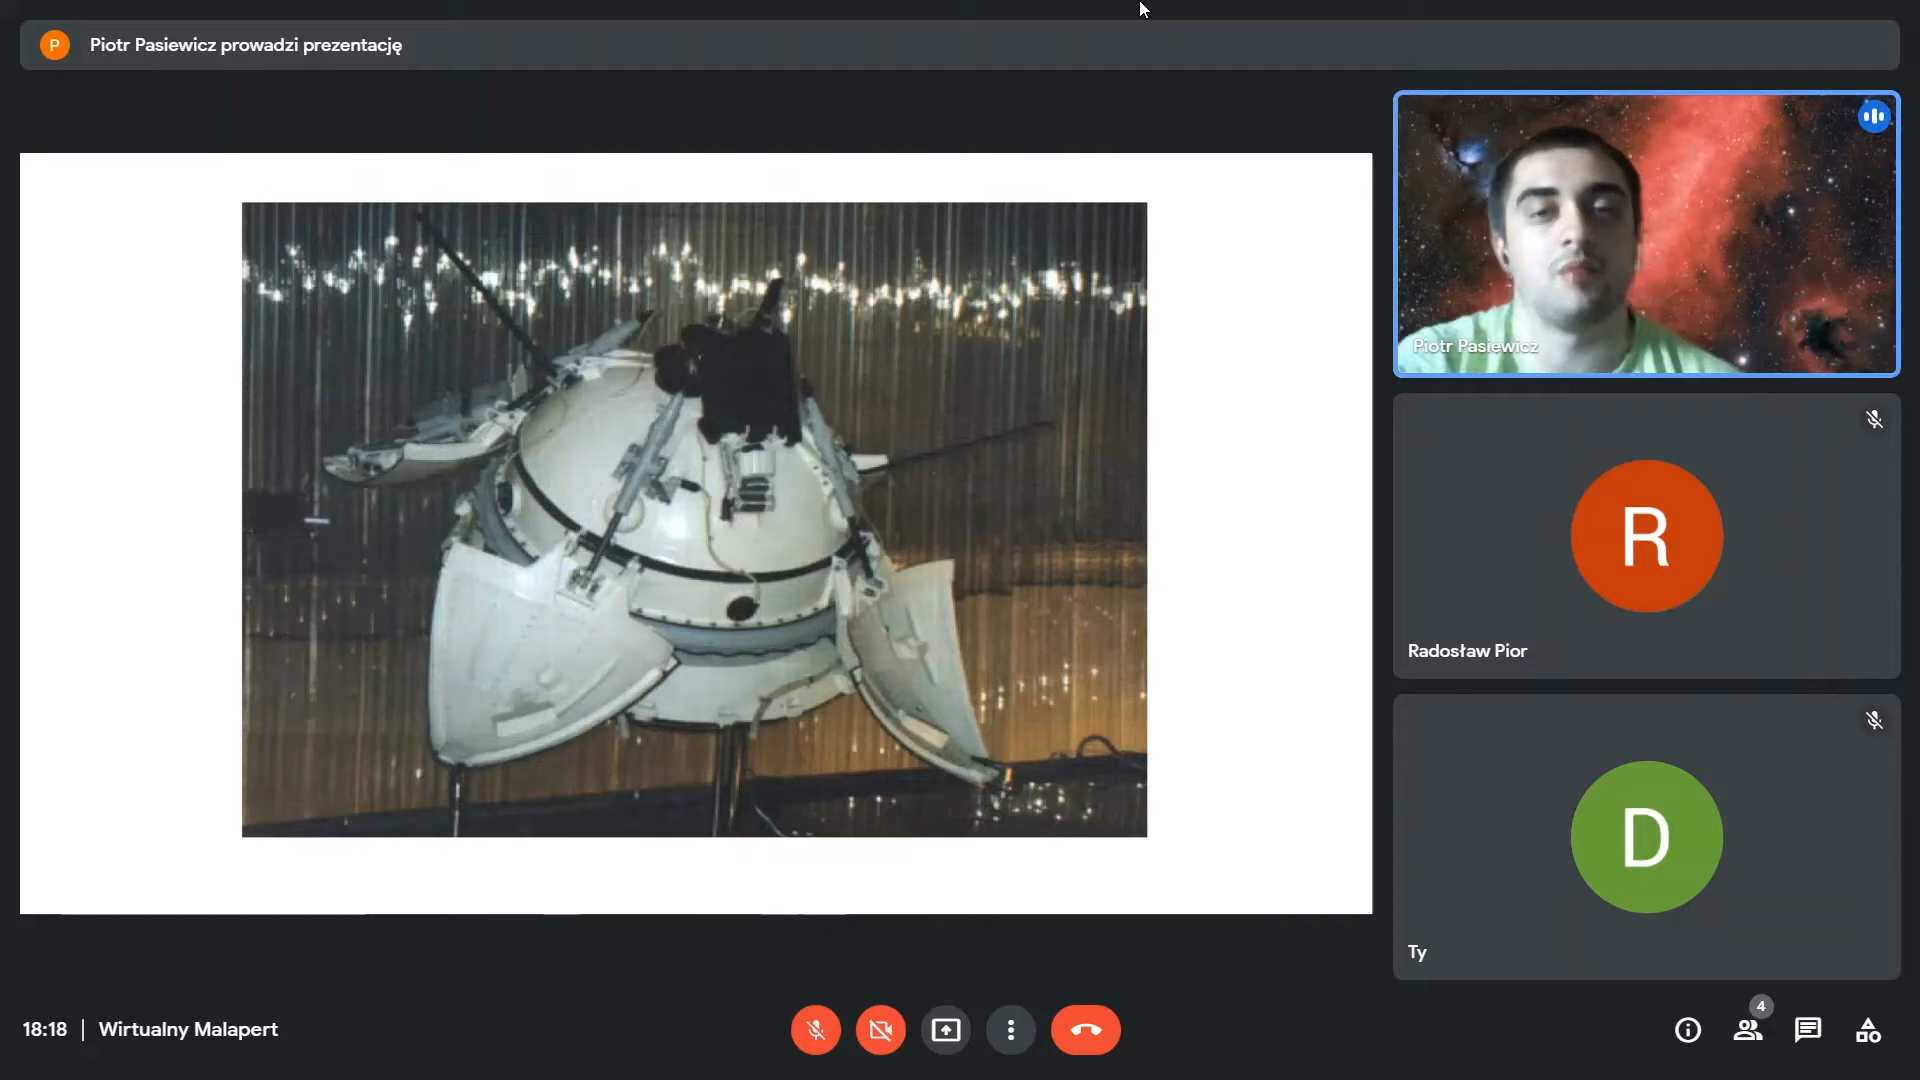 P
Piotr Pasiewicz prowadzi prezentację
Piotr Pasiewicz
R
Radosław Pior
D
Ty
18:18 | Wirtualny Malapert
4